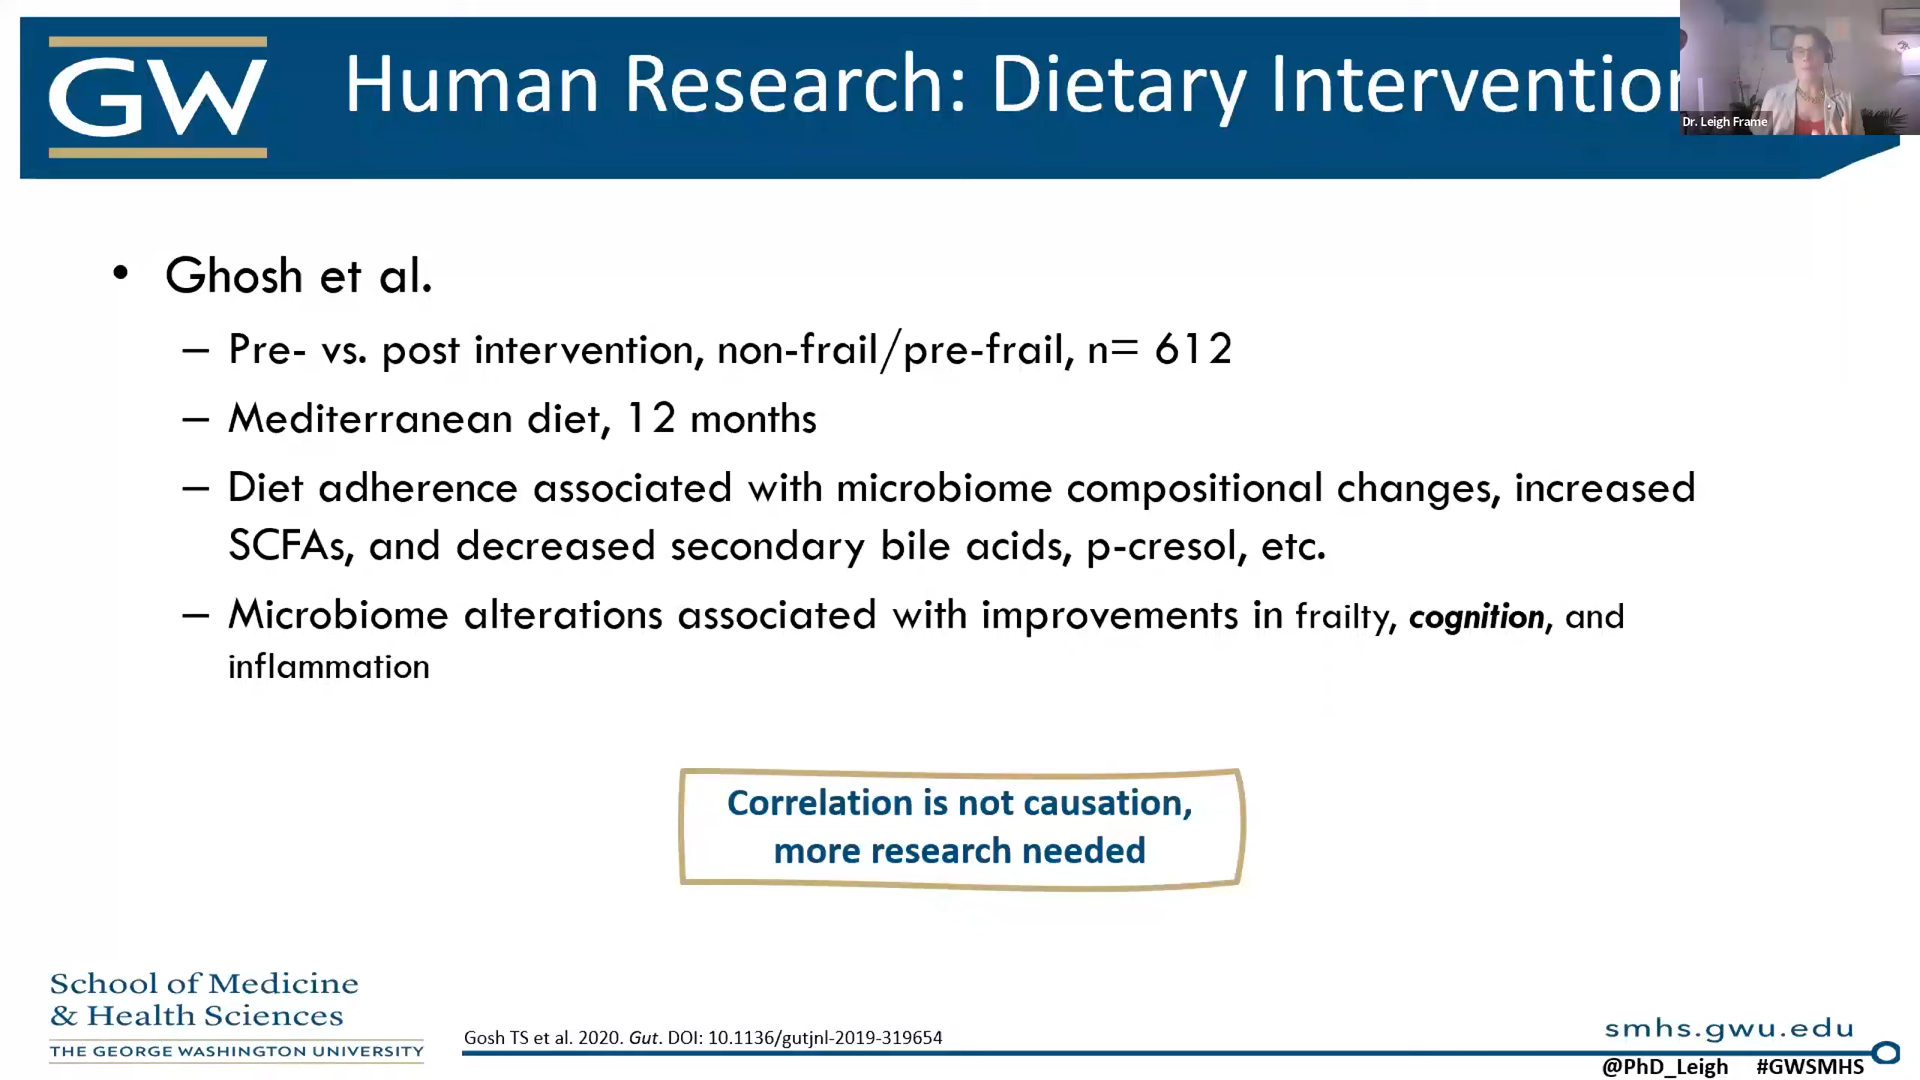 GW
Human Research: Dietary Interventio
Dr. Leigh Frame
• Ghosh et al.
– Pre- vs. post intervention, non-frail/pre-frail, n= 612
– Mediterranean diet, 12 months
– Diet adherence associated with microbiome compositional changes, increased
SCFAs, and decreased secondary bile acids, p-cresol, etc.
– Microbiome alterations associated with improvements in frailty, cognition, and
inflammation
Correlation is not causation,
more research needed
School of Medicine
& Health Sciences
THE GEORGE WASHINGTON UNIVERSITY
Gosh TS et al. 2020. Gut. DOI: 10.1136/gutjnl-2019-319654
smhs.gwu.edu
@PhD_Leigh #GWSMHS